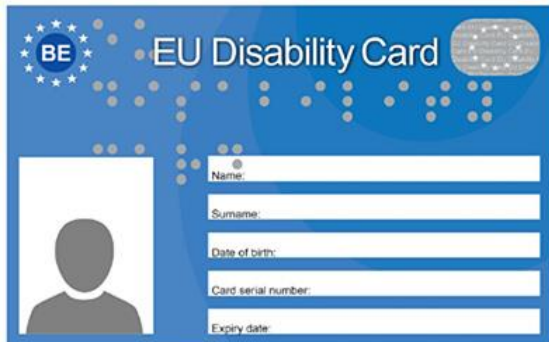 BE
EU Disability Card
Name:
Surname:
Date of birth:
Card serial number:
Expiry date: